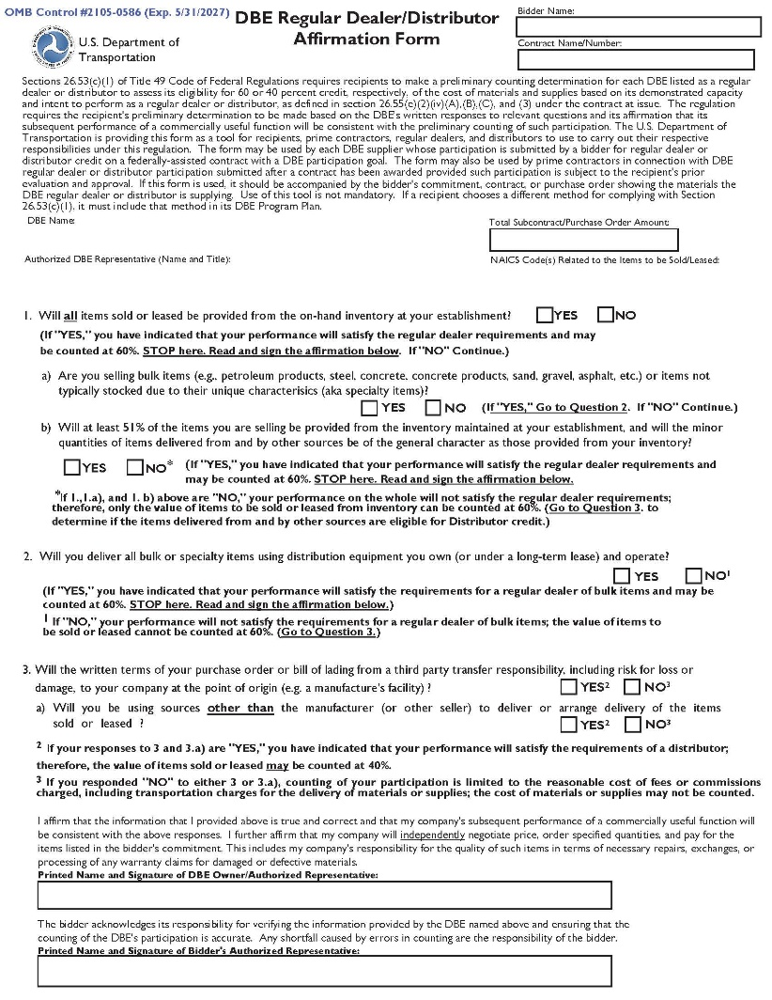 OMB Control #2105-0586 (Exp. 5/31/2027)
DBE Regular Dealer/Distributor
Affirmation Form
Bidder Name:
Contract Name/Number:
U.S. Department of
Transportation
Sections 26.53(c)(1) of Title 49 Code of Federal Regulations requires recipients to make a preliminary counting determination for each DBE listed as a regular
dealer or distributor to assess its eligibility for 60 or 40 percent credit, respectively, of the cost of materials and supplies based on its demonstrated capacity
and intent to perform as a regular dealer or distributor, as defined in section 26.55(e)(2)(iv)(A),(B),(C), and (3) under the contract at issue. The regulation
requires the recipient's preliminary determination to be made based on the DBE's written responses to relevant questions and its affirmation that its
subsequent performance of a commercially useful function will be consistent with the preliminary counting of such participation. The U.S. Department of
Transportation is providing this form as a tool for recipients, prime contractors, regular dealers, and distributors to use to carry out their respective
responsibilities under this regulation. The form may be used by each DBE supplier whose participation is submitted by a bidder for regular dealer or
distributor credit on a federally-assisted contract with a DBE participation goal. The form may also be used by prime contractors in connection with DBE
regular dealer or distributor participation submitted after a contract has been awarded provided such participation is subject to the recipient's prior
evaluation and approval. If this form is used, it should be accompanied by the bidder's commitment, contract, or purchase order showing the materials the
DBE regular dealer or distributor is supplying. Use of this tool is not mandatory. If a recipient chooses a different method for complying with Section
26.53(c)(1), it must include that method in its DBE Program Plan.
DBE Name:
Total Subcontract/Purchase Order Amount:
Authorized DBE Representative (Name and Title):
NAICS Code(s) Related to the Items to be Sold/Leased:
1. Will all items sold or leased be provided from the on-hand inventory at your establishment? YES NO
(If "YES," you have indicated that your performance will satisfy the regular dealer requirements and may
be counted at 60%. STOP here. Read and sign the affirmation below. If "NO" Continue.)
a) Are you selling bulk items (e.g., petroleum products, steel, concrete, concrete products, sand, gravel, asphalt, etc.) or items not
typically stocked due to their unique characterisics (aka specialty items)?
YES NO (If "YES," Go to Question 2. If "NO" Continue.)
b) Will at least 51% of the items you are selling be provided from the inventory maintained at your establishment, and will the minor
quantities of items delivered from and by other sources be of the general character as those provided from your inventory?
YES NO* (If "YES," you have indicated that your performance will satisfy the regular dealer requirements and
may be counted at 60%. STOP here. Read and sign the affirmation below.
*If 1.,1.a), and 1. b) above are "NO," your performance on the whole will not satisfy the regular dealer requirements;
therefore, only the value of items to be sold or leased from inventory can be counted at 60%. (Go to Question 3. to
determine if the items delivered from and by other sources are eligible for Distributor credit.)
2. Will you deliver all bulk or specialty items using distribution equipment you own (or under a long-term lease) and operate?
YES NO¹
(If "YES," you have indicated that your performance will satisfy the requirements for a regular dealer of bulk items and may be
counted at 60%. STOP here. Read and sign the affirmation below.)
¹ If "NO," your performance will not satisfy the requirements for a regular dealer of bulk items; the value of items to
be sold or leased cannot be counted at 60%. (Go to Question 3.)
3. Will the written terms of your purchase order or bill of lading from a third party transfer responsibility, including risk for loss or
damage, to your company at the point of origin (e.g. a manufacture's facility) ? YES² NO³
a) Will you be using sources other than the manufacturer (or other seller) to deliver or arrange delivery of the items
sold or leased ? YES² NO³
² If your responses to 3 and 3.a) are "YES," you have indicated that your performance will satisfy the requirements of a distributor;
therefore, the value of items sold or leased may be counted at 40%.
³ If you responded "NO" to either 3 or 3.a), counting of your participation is limited to the reasonable cost of fees or commissions
charged, including transportation charges for the delivery of materials or supplies; the cost of materials or supplies may not be counted.
I affirm that the information that I provided above is true and correct and that my company's subsequent performance of a commercially useful function will
be consistent with the above responses. I further affirm that my company will independently negotiate price, order specified quantities, and pay for the
items listed in the bidder's commitment. This includes my company's responsibility for the quality of such items in terms of necessary repairs, exchanges, or
processing of any warranty claims for damaged or defective materials.
Printed Name and Signature of DBE Owner/Authorized Representative:
The bidder acknowledges its responsibility for verifying the information provided by the DBE named above and ensuring that the
counting of the DBE's participation is accurate. Any shortfall caused by errors in counting are the responsibility of the bidder.
Printed Name and Signature of Bidder's Authorized Representative: